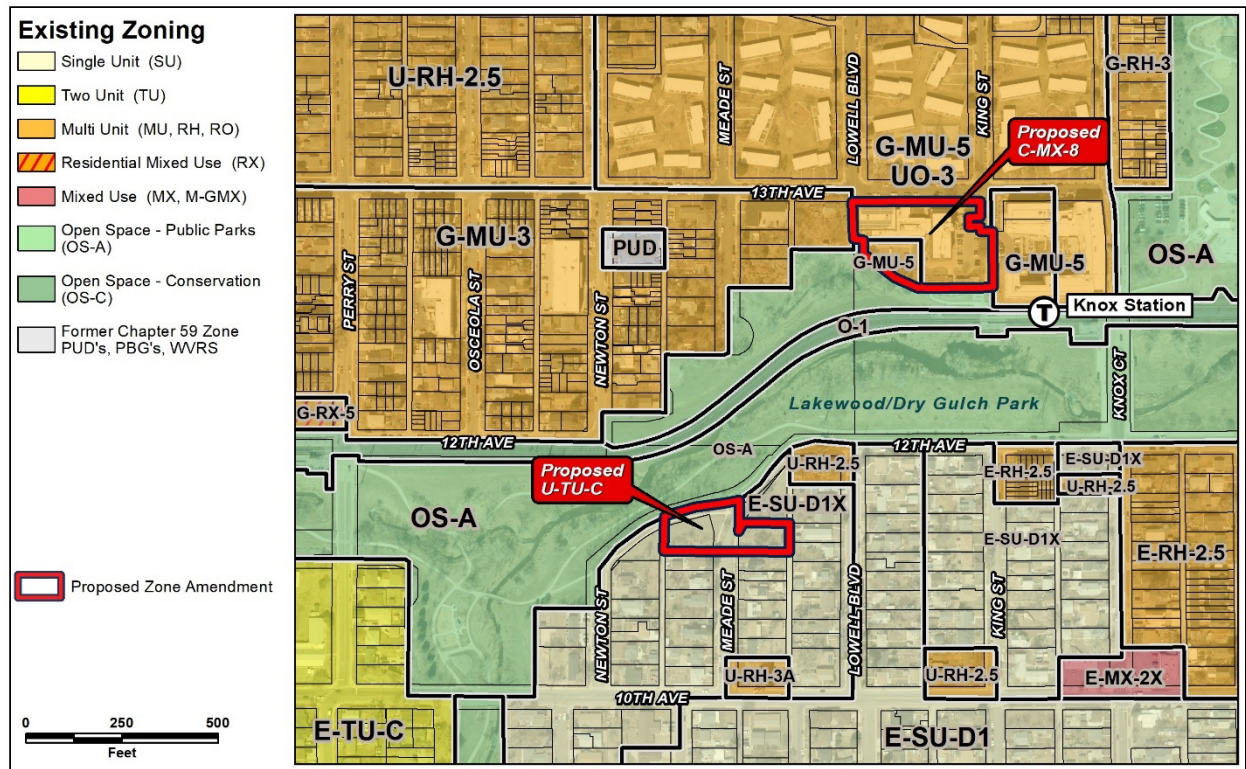 Existing Zoning
Single Unit (SU)
Two Unit (TU)
Multi Unit (MU, RH, RO)
Residential Mixed Use (RX)
Mixed Use (MX, M-GMX)
Open Space - Public Parks
(OS-A)
Open Space - Conservation
(OS-C)
Former Chapter 59 Zone
PUD's, PBG's, WVRS
Proposed Zone Amendment
0 250 500
Feet
U-RH-2.5
MEADE ST
LOWELL BLVD
KING ST
G-RH-3
Proposed
C-MX-8
G-MU-5
UO-3
13TH AVE
G-MU-3
PUD
G-MU-5
G-MU-5
OS-A
T
Knox Station
PERRY ST
OSCEOLA ST
NEWTON ST
O-1
KNOX CT
Lakewood/Dry Gulch Park
G-RX-5
12TH AVE
OS-A
12TH AVE
Proposed
U-TU-C
U-RH-2.5
E-RH-2.5
E-SU-D1X
U-RH-2.5
E-SU-D1X
OS-A
E-SU-D1X
E-RH-2.5
NEWTON ST
MEADE ST
LOWELL BLVD
KING ST
U-RH-3A
U-RH-2.5
E-MX-2X
10TH AVE
E-TU-C
E-SU-D1